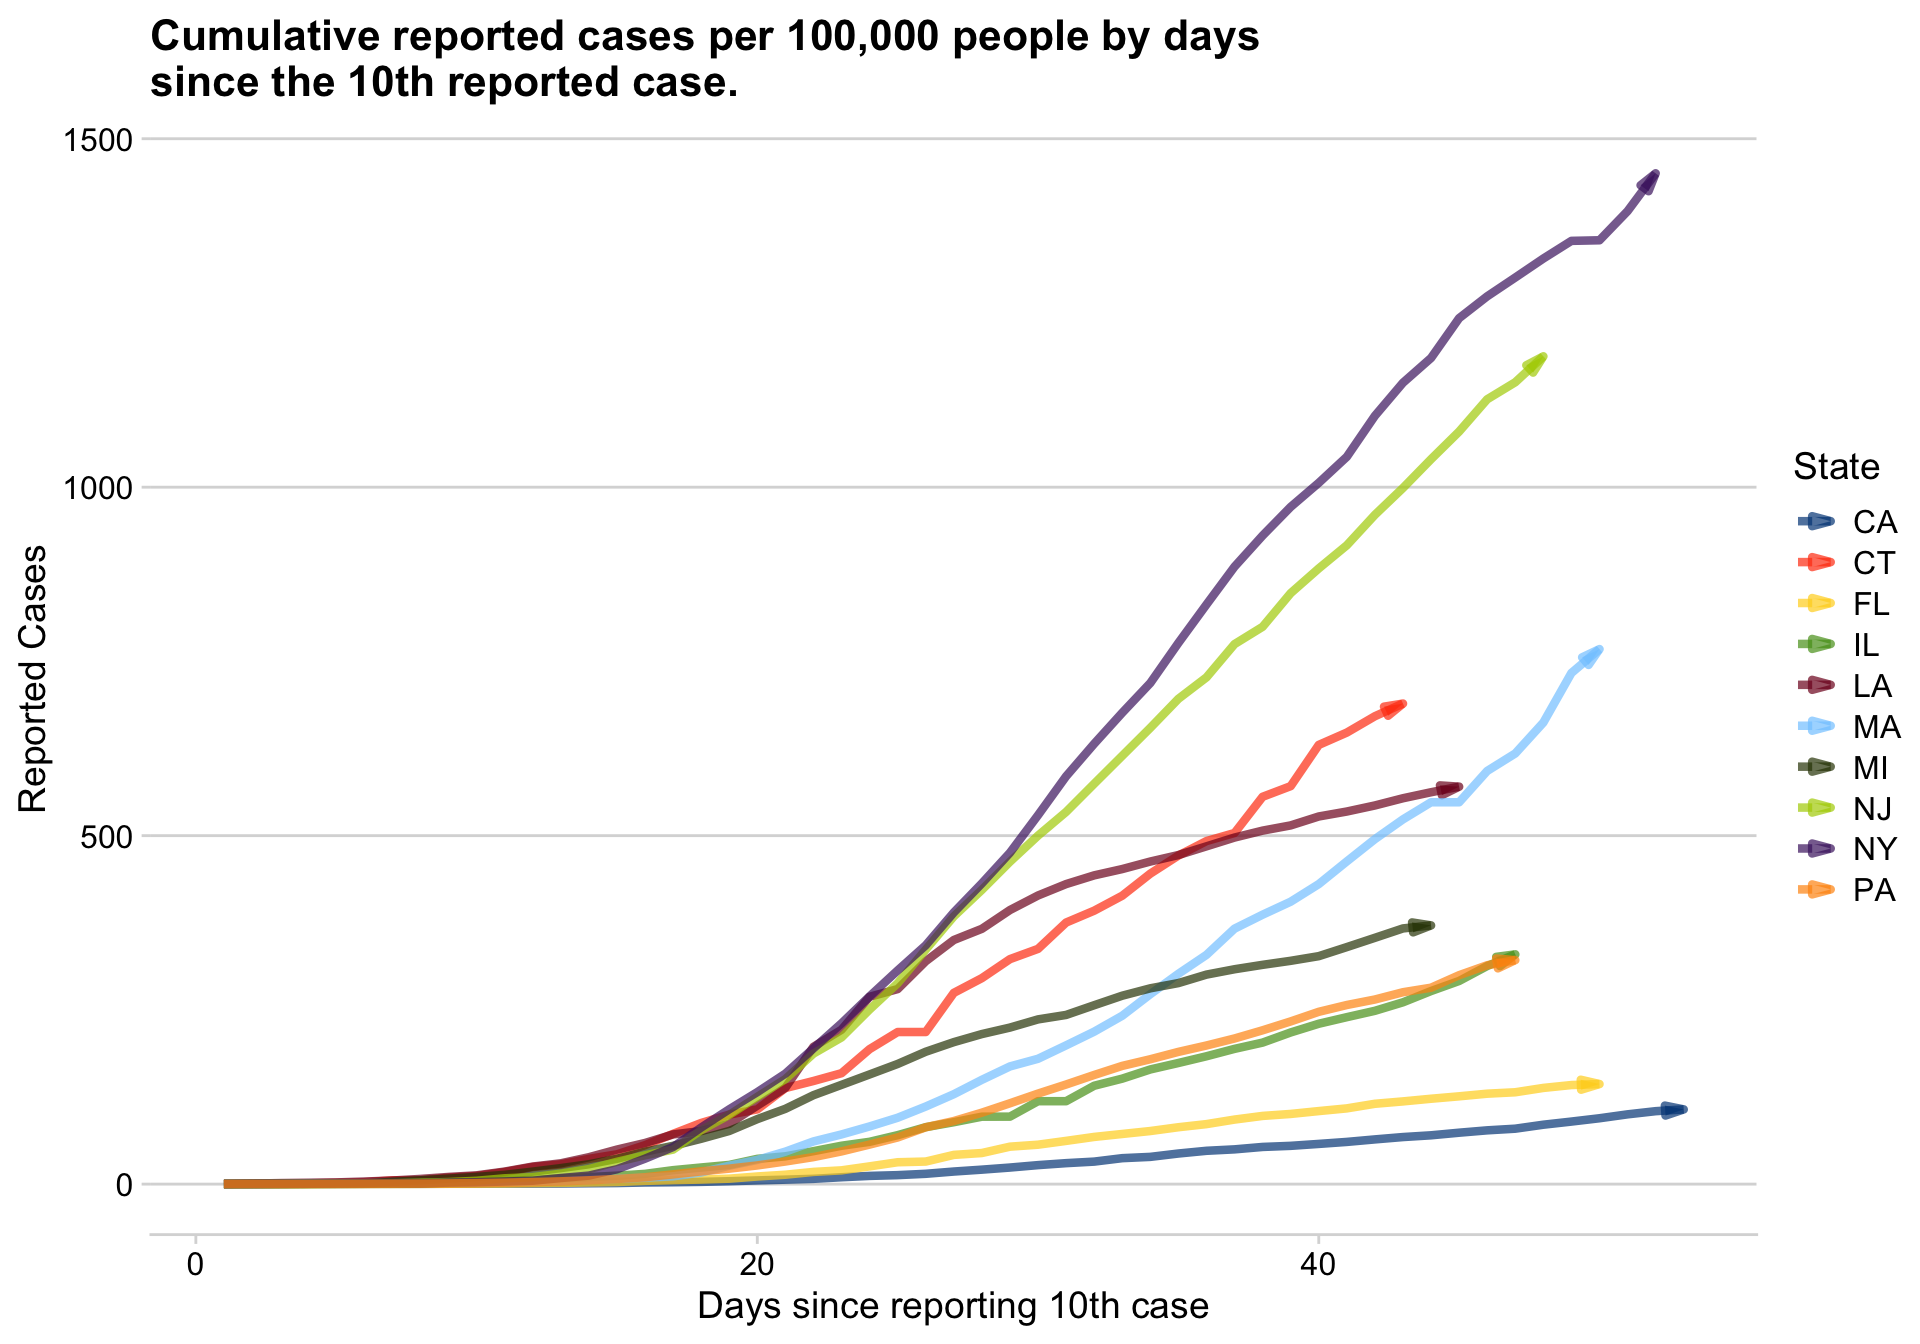 Cumulative reported cases per 100,000 people by days
since the 10th reported case.
1500
1000
500
0
Reported Cases
0 20 40
Days since reporting 10th case
State
CA
CT
FL
IL
LA
MA
MI
NJ
NY
PA